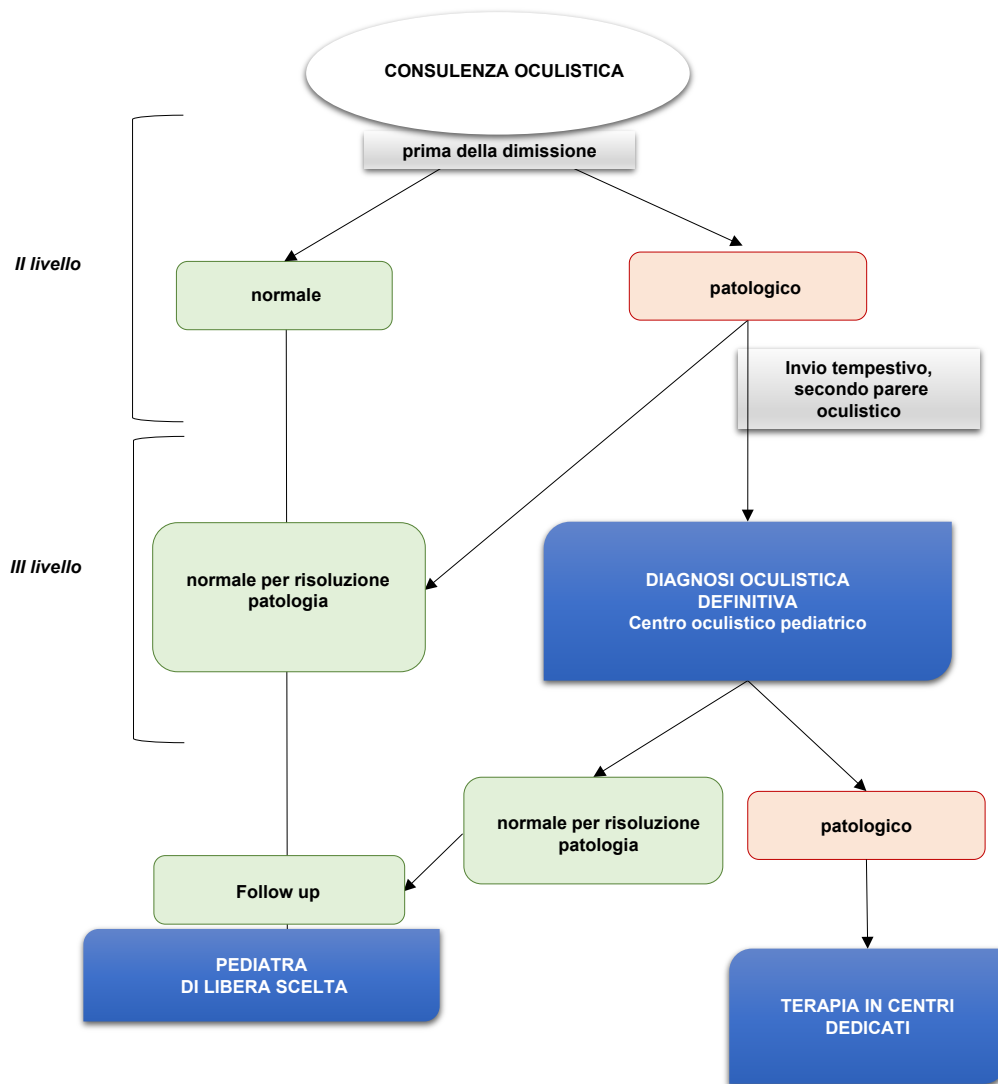 CONSULENZA OCULISTICA
prima della dimissione
II livello
normale
patologico
Invio tempestivo,
secondo parere
oculistico
III livello
normale per risoluzione
patologia
DIAGNOSI OCULISTICA
DEFINITIVA
Centro oculistico pediatrico
normale per risoluzione
patologia
patologico
Follow up
PEDIATRA
DI LIBERA SCELTA
TERAPIA IN CENTRI
DEDICATI